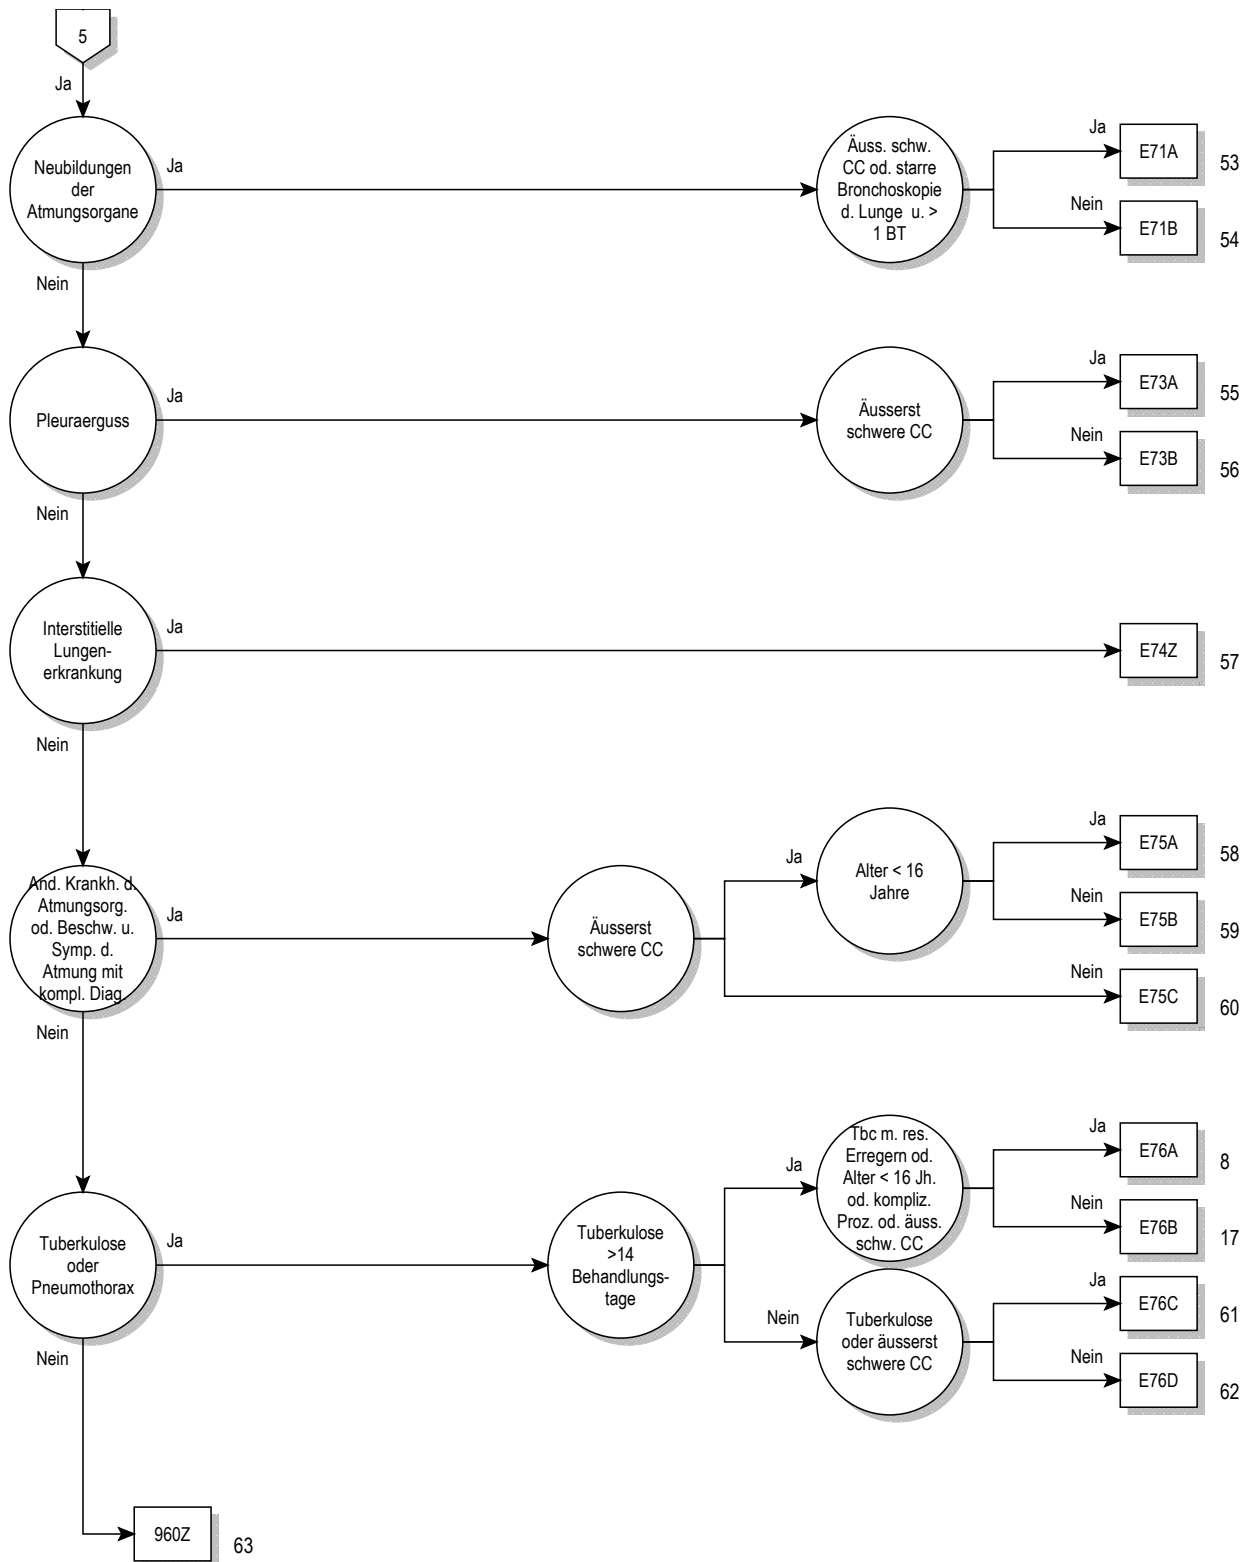 5
Ja
Neubildungen
der
Atmungsorgane
Ja
Äuss. schw.
CC od. starre
Bronchoskopie
d. Lunge u. >
1 BT
Ja
E71A
53
Nein
E71B
54
Nein
Pleuraerguss
Ja
Äusserst
schwere CC
Ja
E73A
55
Nein
E73B
56
Nein
Interstitielle
Lungen-
erkrankung
Ja
E74Z
57
Nein
And. Krankh. d.
Atmungsorg.
od. Beschw. u.
Symp. d.
Atmung mit
kompl. Diag.
Ja
Äusserst
schwere CC
Ja
Alter < 16
Jahre
Ja
E75A
58
Nein
E75B
59
Nein
E75C
60
Nein
Tuberkulose
oder
Pneumothorax
Ja
Tuberkulose
>14
Behandlungs-
tage
Ja
Tbc m. res.
Erregern od.
Alter < 16 Jh.
od. kompliz.
Proz. od. äuss.
schw. CC
Ja
E76A
8
Nein
E76B
17
Nein
Tuberkulose
oder äusserst
schwere CC
Ja
E76C
61
Nein
E76D
62
Nein
960Z
63